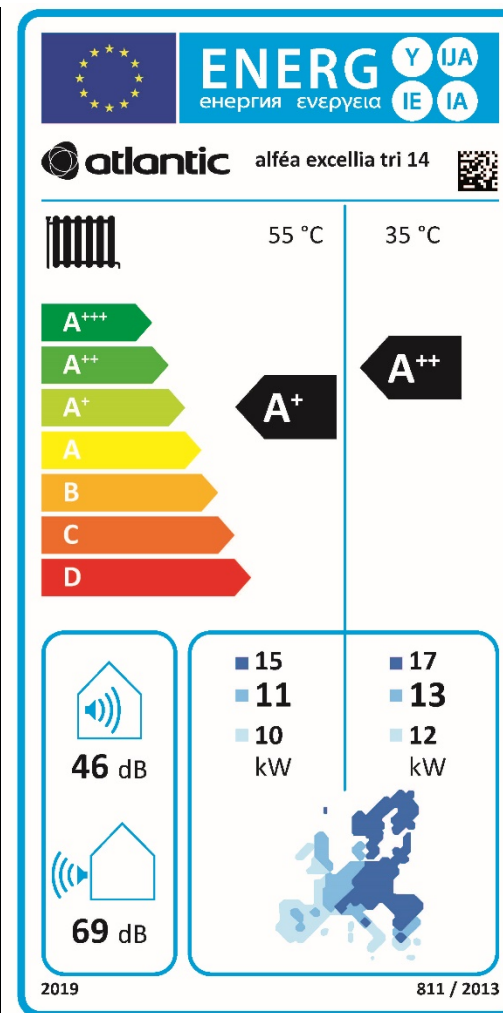 ENERG Y IJA
енергия ενεργεια IE IA
atlantic alféa excellia tri 14
55 °C 35 °C
A+++
A++ A++
A+ A+
A
B
C
D
15 17
11 13
10 12
kW kW
46 dB
69 dB
2019 811 / 2013